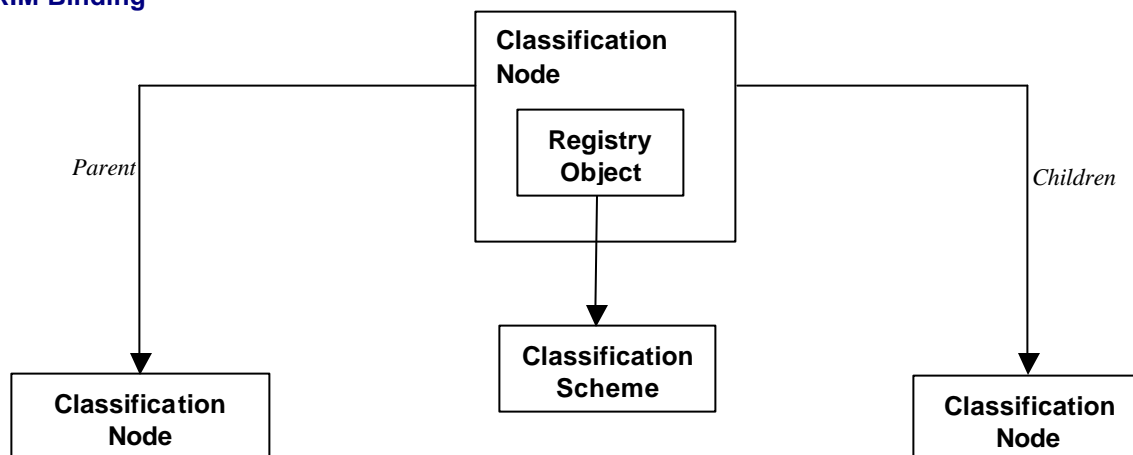 RIM Binding
Classification
Node
Registry
Object
Parent
Children
Classification
Scheme
Classification
Node
Classification
Node